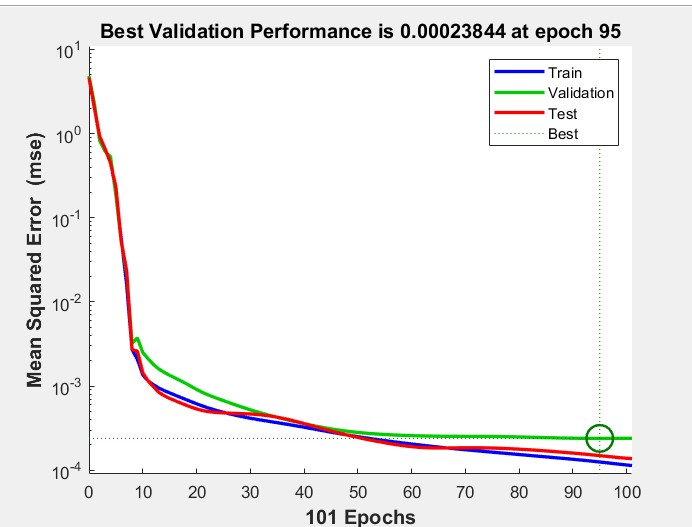 Best Validation Performance is 0.00023844 at epoch 95
Mean Squared Error (mse)
10^1
10^0
10^-1
10^-2
10^-3
10^-4
Train
Validation
Test
Best
0 10 20 30 40 50 60 70 80 90 100
101 Epochs